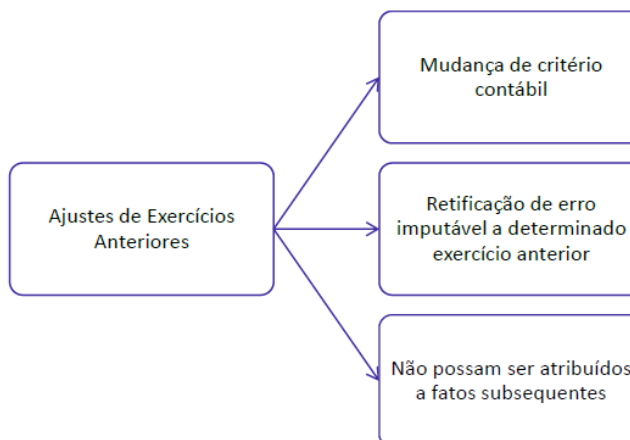 Mudança de critério
contábil
Ajustes de Exercícios
Anteriores
Retificação de erro
imputável a determinado
exercício anterior
Não possam ser atribuídos
a fatos subsequentes